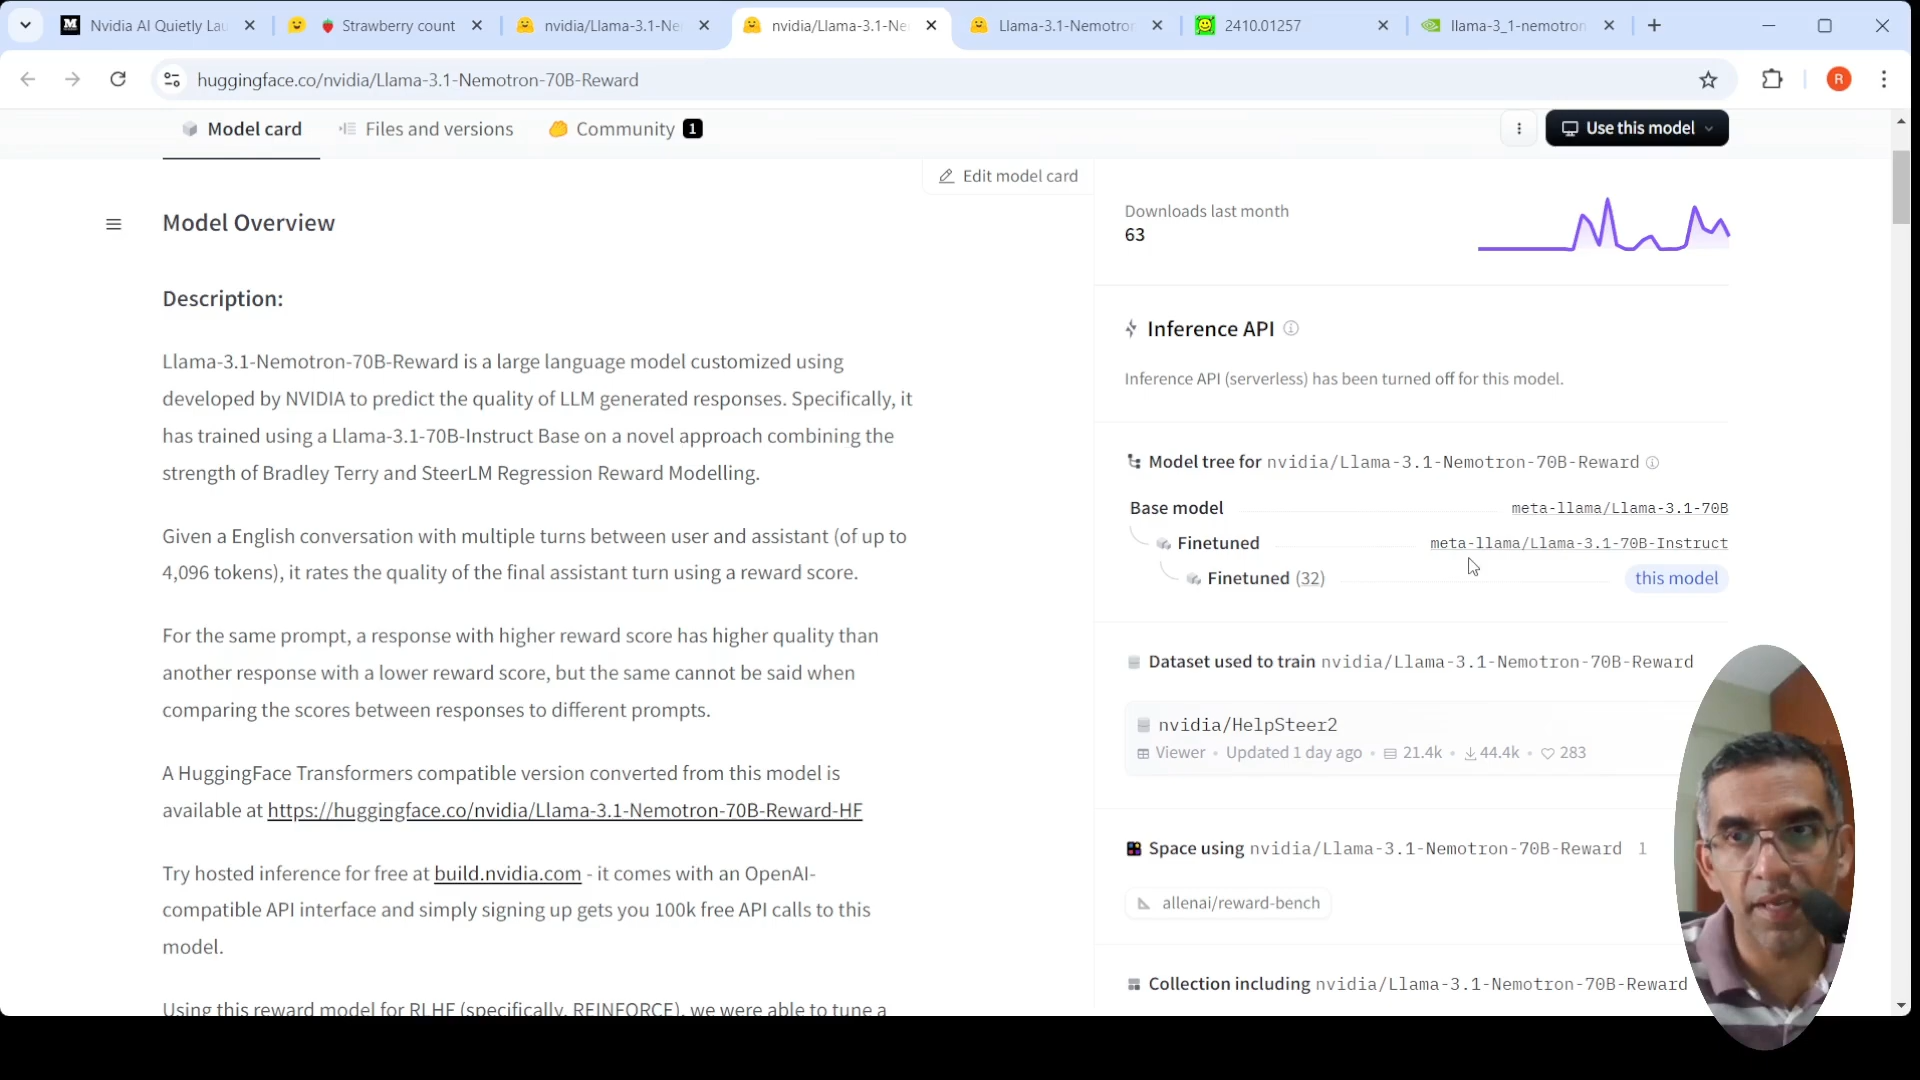 Nvidia AI Quietly Lau
Strawberry count
nvidia/Llama-3.1-Ne
nvidia/Llama-3.1-Ne
Llama-3.1-Nemotron
2410.01257
llama-3_1-nemotron
huggingface.co/nvidia/Llama-3.1-Nemotron-70B-Reward
R
Model card
Files and versions
Community 1
Use this model
Edit model card
Model Overview
Description:
Llama-3.1-Nemotron-70B-Reward is a large language model customized using
developed by NVIDIA to predict the quality of LLM generated responses. Specifically, it
has trained using a Llama-3.1-70B-Instruct Base on a novel approach combining the
strength of Bradley Terry and SteerLM Regression Reward Modelling.
Given a English conversation with multiple turns between user and assistant (of up to
4,096 tokens), it rates the quality of the final assistant turn using a reward score.
For the same prompt, a response with higher reward score has higher quality than
another response with a lower reward score, but the same cannot be said when
comparing the scores between responses to different prompts.
A HuggingFace Transformers compatible version converted from this model is
available at https://huggingface.co/nvidia/Llama-3.1-Nemotron-70B-Reward-HF
Try hosted inference for free at build.nvidia.com - it comes with an OpenAI-
compatible API interface and simply signing up gets you 100k free API calls to this
model.
Using this reward model for RLHF (specifically, REINFORCE), we were able to tune a
Downloads last month
63
Inference API
Inference API (serverless) has been turned off for this model.
Model tree for nvidia/Llama-3.1-Nemotron-70B-Reward
Base model meta-llama/Llama-3.1-70B
Finetuned meta-llama/Llama-3.1-70B-Instruct
Finetuned (32) this model
Dataset used to train nvidia/Llama-3.1-Nemotron-70B-Reward
nvidia/HelpSteer2
Viewer • Updated 1 day ago • 21.4k • 44.4k • 283
Space using nvidia/Llama-3.1-Nemotron-70B-Reward 1
allenai/reward-bench
Collection including nvidia/Llama-3.1-Nemotron-70B-Reward